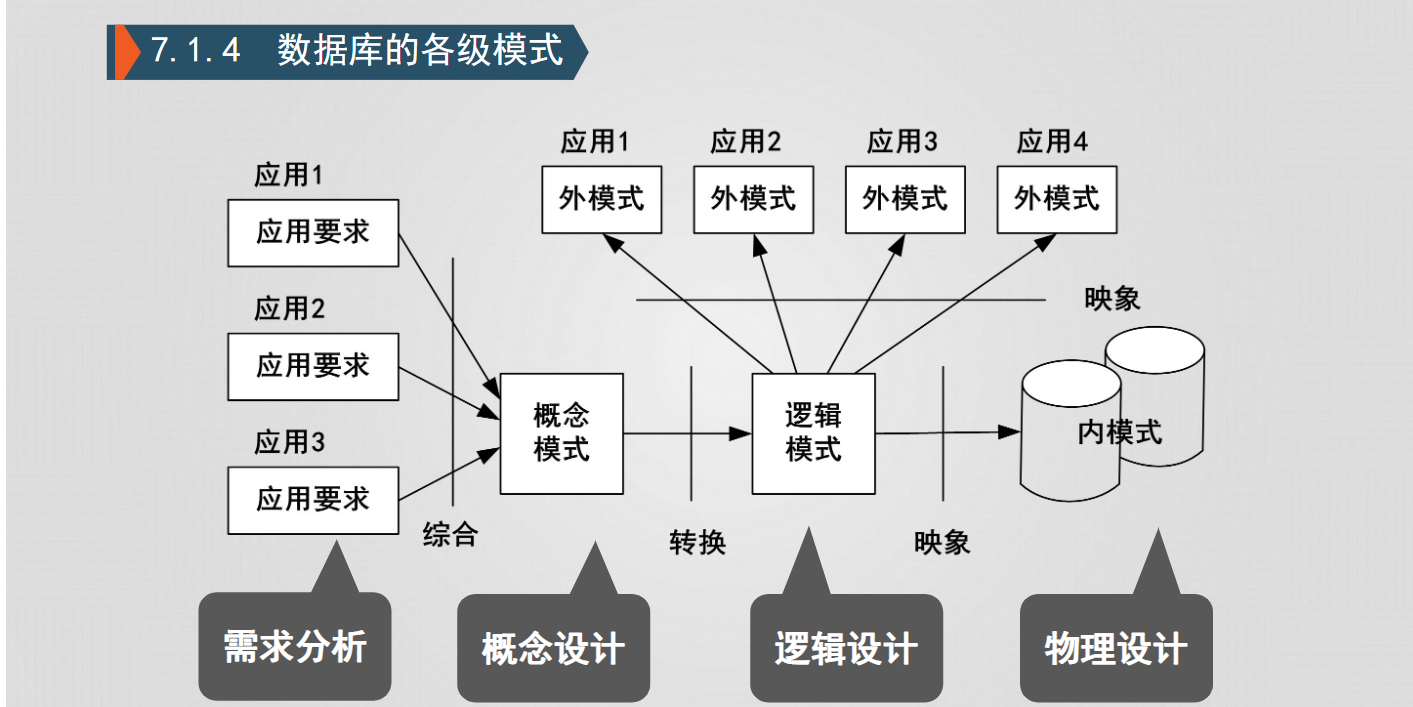 7.1.4 数据库的各级模式
应用1
应用要求
应用2
应用要求
应用3
应用要求
综合
概念
模式
转换
应用1
外模式
应用2
外模式
应用3
外模式
应用4
外模式
映象
逻辑
模式
映象
内模式
需求分析
概念设计
逻辑设计
物理设计